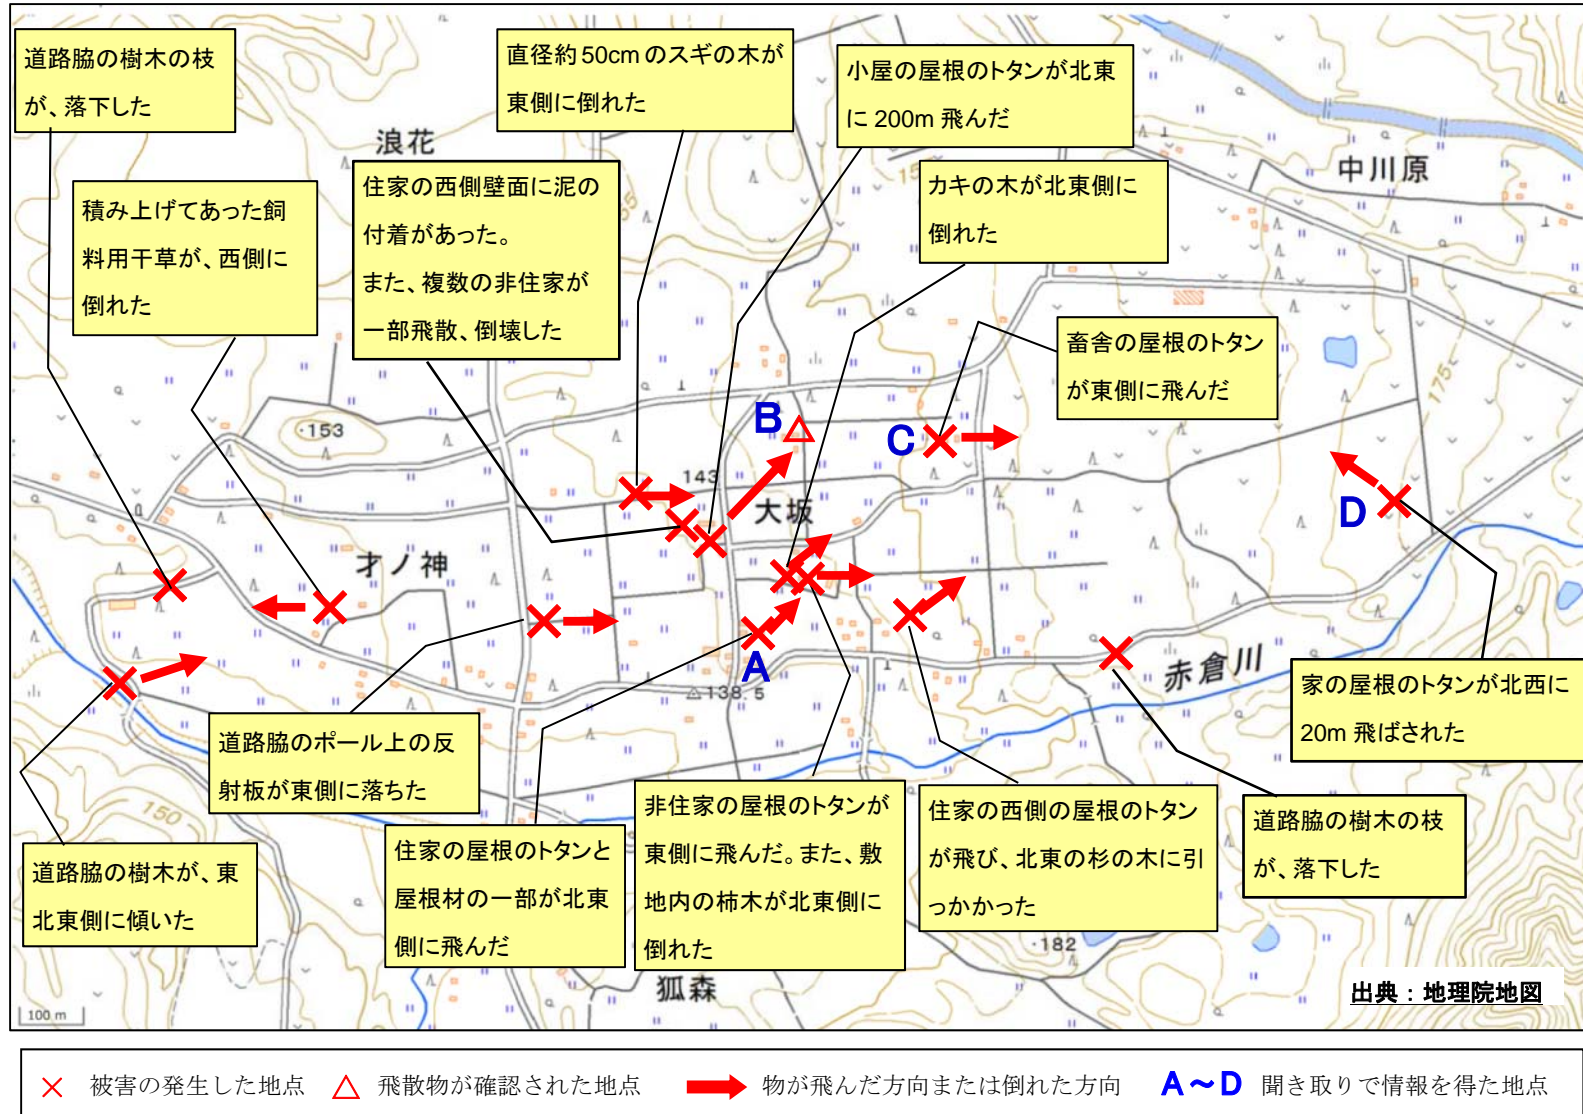 道路脇の樹木の枝
が、落下した
直径約50cmのスギの木が
東側に倒れた
小屋の屋根のトタンが北東
に200m飛んだ
浪花
中川原
積み上げてあった飼
料用干草が、西側に
倒れた
住家の西側壁面に泥の
付着があった。
また、複数の非住家が
一部飛散、倒壊した
カキの木が北東側に
倒れた
畜舎の屋根のトタン
が東側に飛んだ
175
・153
B
C
143
大坂
D
才ノ神
A
△138.5
赤倉川
家の屋根のトタンが北西に
20m飛ばされた
道路脇のポール上の反
射板が東側に落ちた
150
道路脇の樹木が、東
北東側に傾いた
住家の屋根のトタンと
屋根材の一部が北東
側に飛んだ
非住家の屋根のトタンが
東側に飛んだ。また、敷
地内の柿木が北東側に
倒れた
住家の西側の屋根のトタン
が飛び、北東の杉の木に引
っかかった
道路脇の樹木の枝
が、落下した
・182
狐森
出典：地理院地図
100 m
被害の発生した地点 飛散物が確認された地点 物が飛んだ方向または倒れた方向 A～D 聞き取りで情報を得た地点